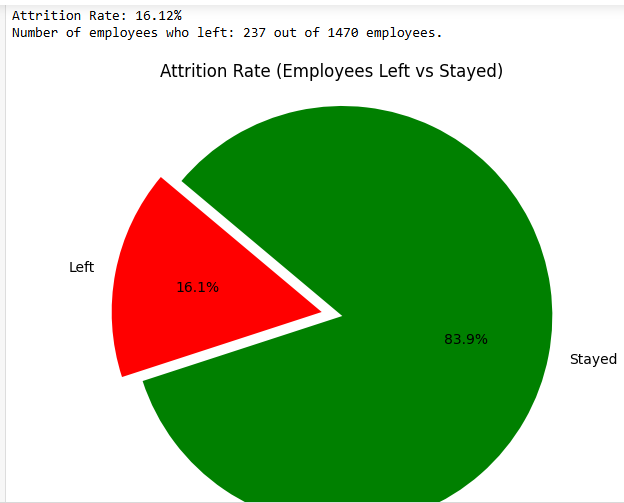 Attrition Rate: 16.12%
Number of employees who left: 237 out of 1470 employees.
Attrition Rate (Employees Left vs Stayed)
Left
16.1%
83.9%
Stayed